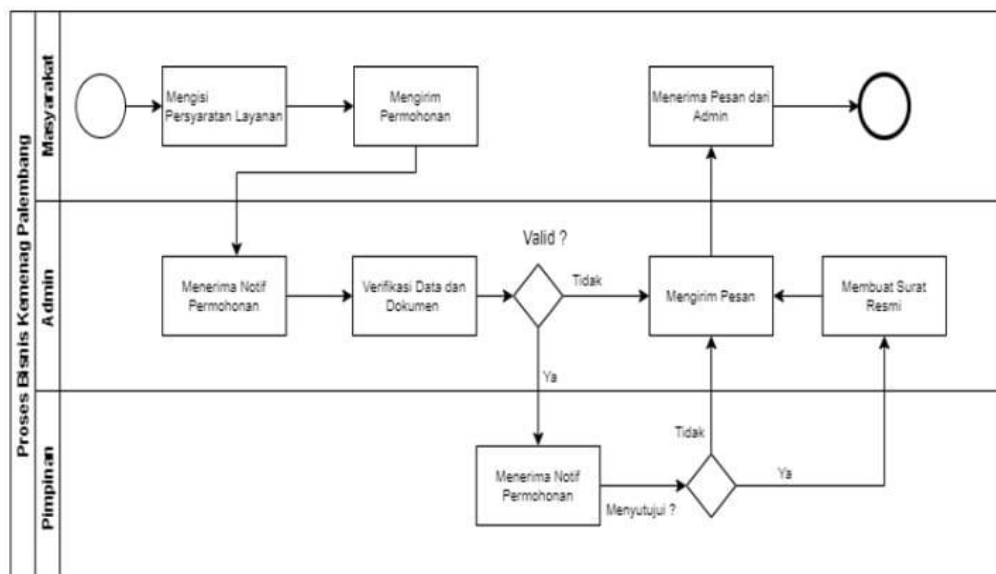 Proses Bisnis Kemenag Palembang
Masyarakat
Mengisi
Persyaratan Layanan
Mengirim
Permohonan
Menerima Pesan dari
Admin
Admin
Menerima Notif
Permohonan
Verifikasi Data dan
Dokumen
Valid ?
Tidak
Ya
Mengirim Pesan
Membuat Surat
Resmi
Pimpinan
Menerima Notif
Permohonan
Menyutujui ?
Tidak
Ya